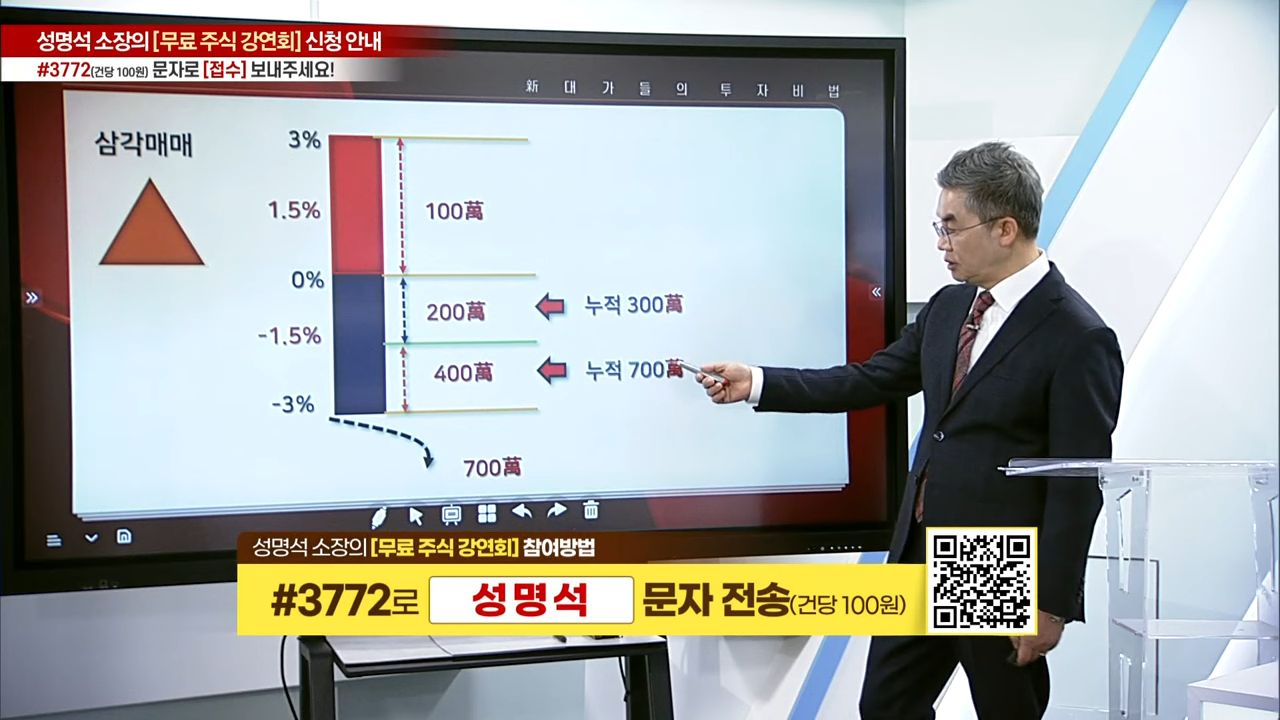 성명석 소장의 [무료 주식 강연회] 신청 안내
#3772(건당 100원) 문자로 [접수] 보내주세요!
新 대가들의 투자비법
삼각매매
3%
1.5%
100萬
0%
200萬
누적 300萬
-1.5%
400萬
누적 700萬
-3%
700萬
성명석 소장의 [무료 주식 강연회] 참여방법
#3772로 성명석 문자 전송(건당 100원)